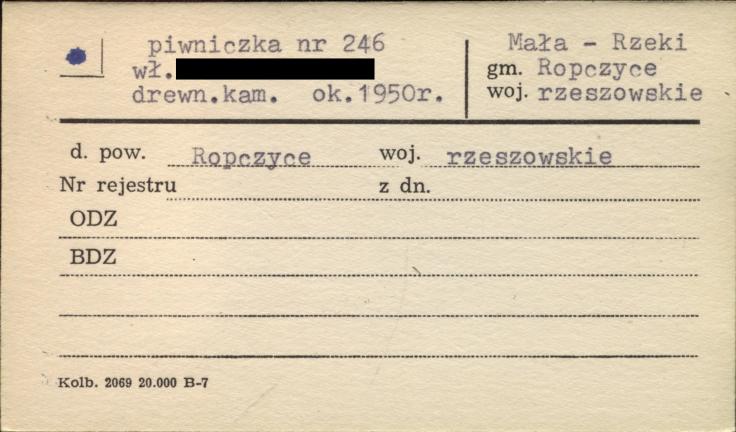 piwniczka nr 246
wł.
drewn.kam. ok.1950r.
Mała - Rzeki
gm. Ropczyce
woj. rzeszowskie
d. pow. Ropczyce woj. rzeszowskie
Nr rejestru z dn.
ODZ
BDZ
Kolb. 2069 20.000 B-7